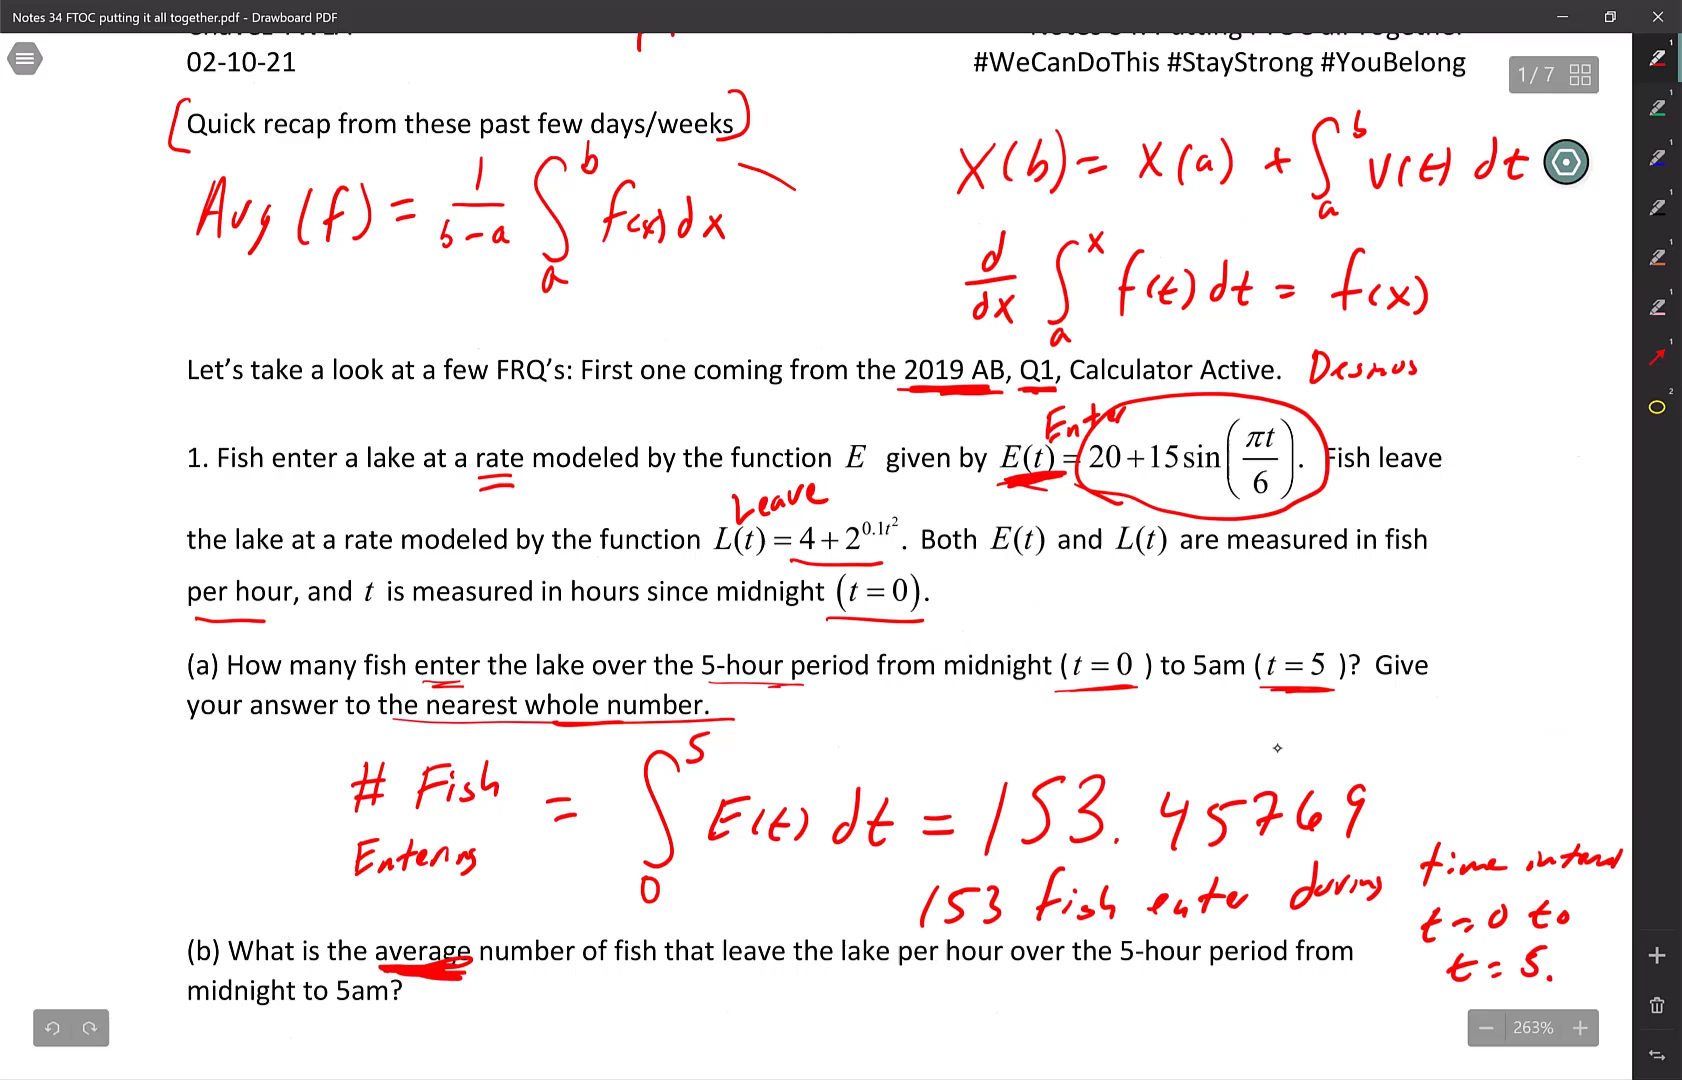 Notes 34 FTOC putting it all together.pdf - Drawboard PDF
02-10-21
#WeCanDoThis #StayStrong #YouBelong
1 / 7
[Quick recap from these past few days/weeks]
Avg (f) = 1/(b-a) ∫_a^b f(x) dx
X(b) = X(a) + ∫_a^b v(t) dt
d/dx ∫_a^x f(t) dt = f(x)
Let's take a look at a few FRQ's: First one coming from the 2019 AB, Q1, Calculator Active. Desmos
Enter
1. Fish enter a lake at a rate modeled by the function E given by E(t) = 20 + 15 sin(πt/6). Fish leave
Leave
the lake at a rate modeled by the function L(t) = 4 + 2^{0.1t^2}. Both E(t) and L(t) are measured in fish
per hour, and t is measured in hours since midnight (t = 0).
(a) How many fish enter the lake over the 5-hour period from midnight (t = 0 ) to 5am (t = 5 )? Give
your answer to the nearest whole number.
# Fish Entering = ∫_0^5 E(t) dt = 153.45769
153 fish enter during time interval
t = 0 to
t = 5.
(b) What is the average number of fish that leave the lake per hour over the 5-hour period from
midnight to 5am?
263%